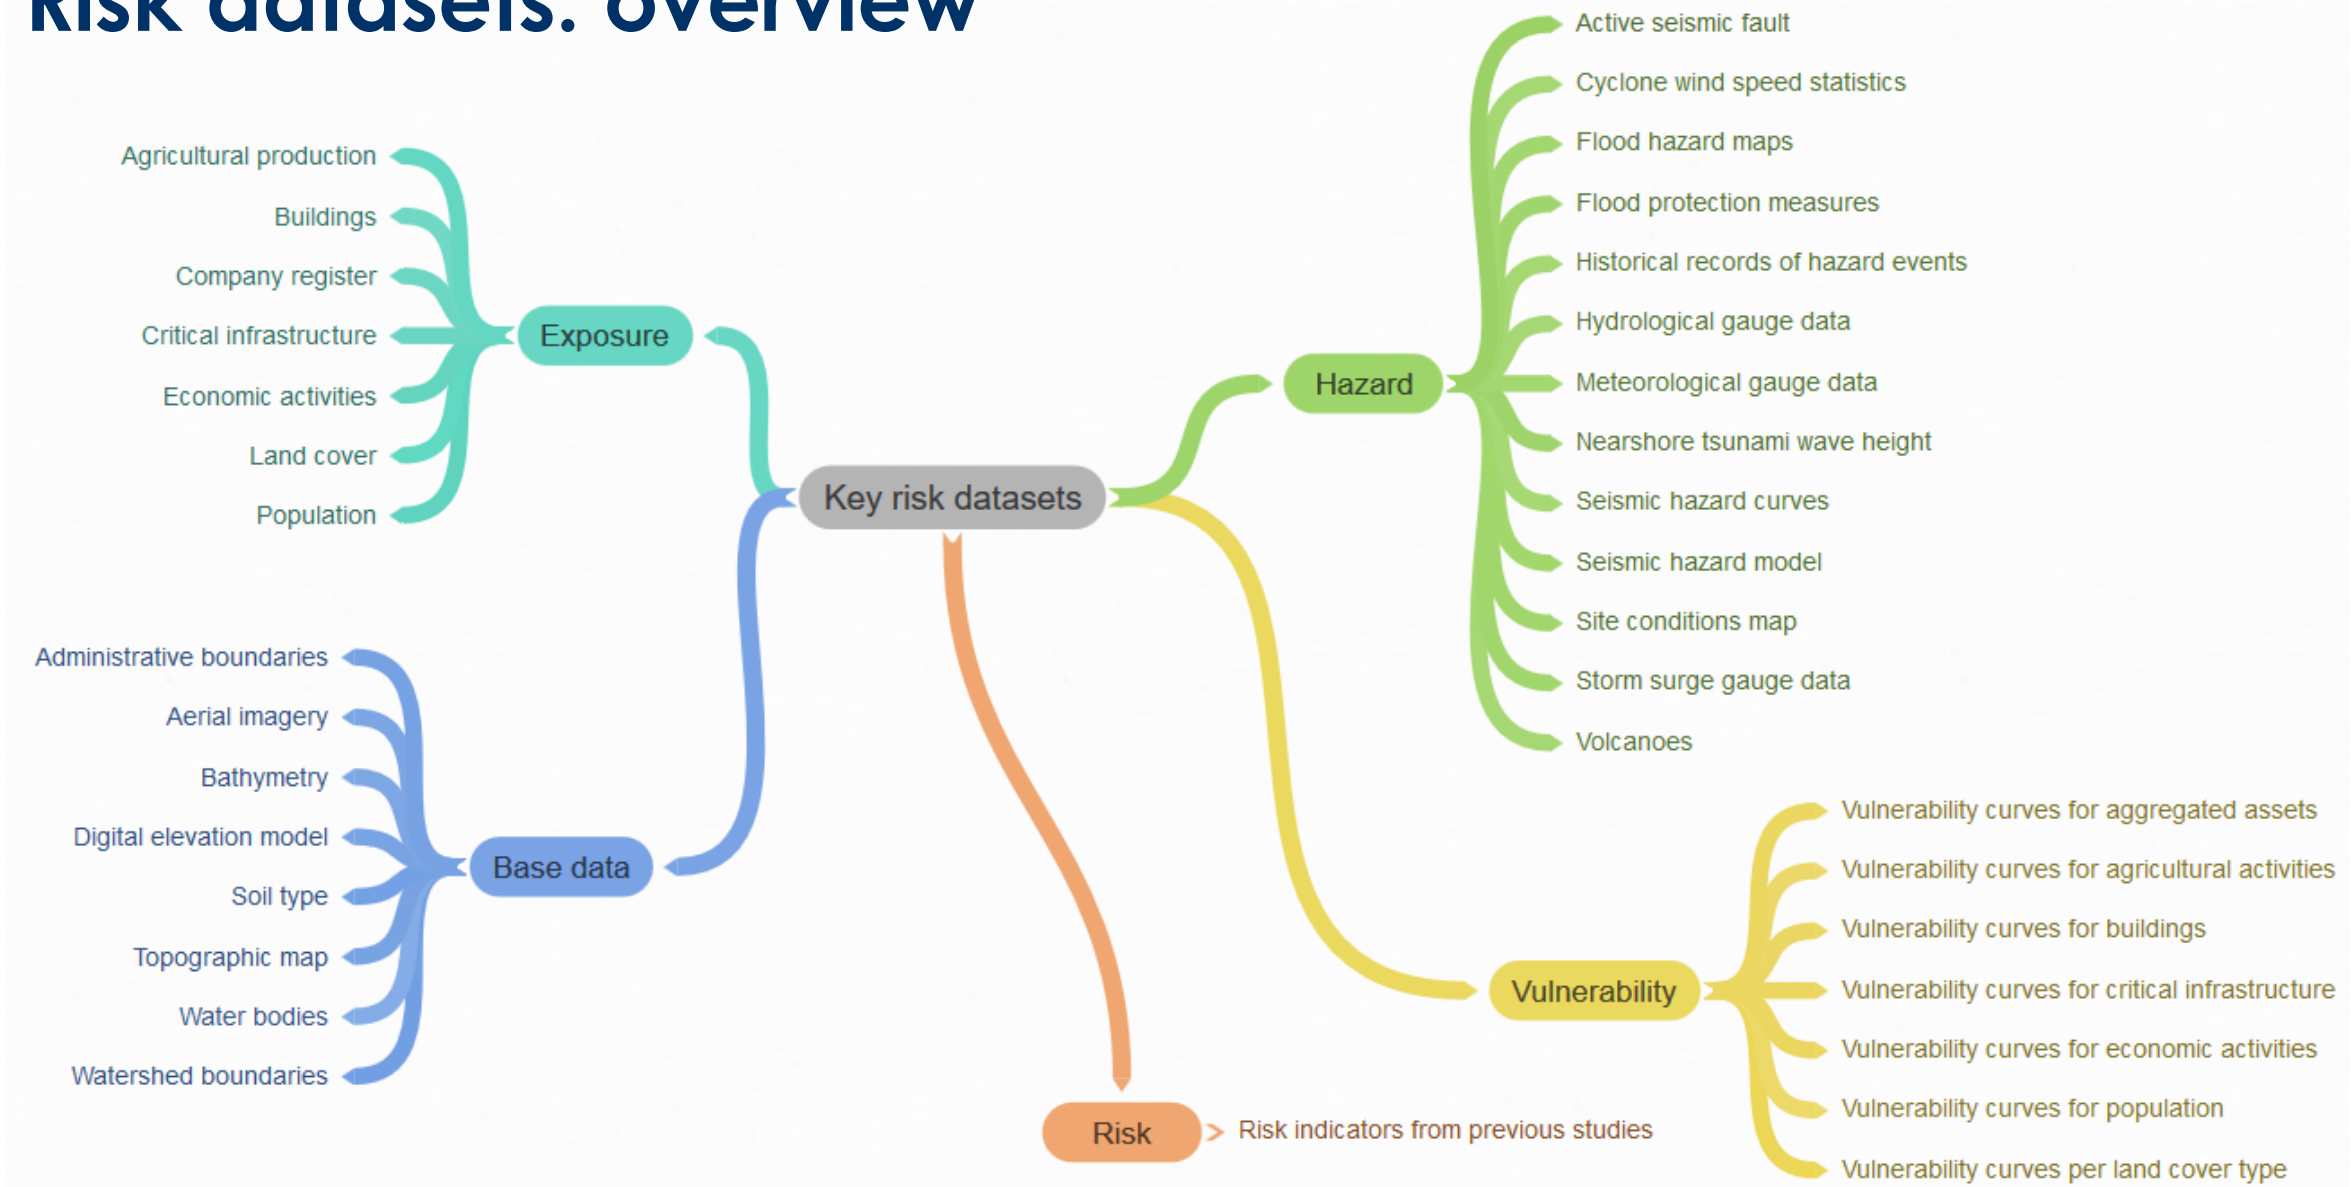 Risk datasets: overview
Agricultural production
Buildings
Company register
Critical infrastructure
Economic activities
Land cover
Population
Exposure
Administrative boundaries
Aerial imagery
Bathymetry
Digital elevation model
Soil type
Topographic map
Water bodies
Watershed boundaries
Base data
Key risk datasets
Hazard
Active seismic fault
Cyclone wind speed statistics
Flood hazard maps
Flood protection measures
Historical records of hazard events
Hydrological gauge data
Meteorological gauge data
Nearshore tsunami wave height
Seismic hazard curves
Seismic hazard model
Site conditions map
Storm surge gauge data
Volcanoes
Vulnerability
Vulnerability curves for aggregated assets
Vulnerability curves for agricultural activities
Vulnerability curves for buildings
Vulnerability curves for critical infrastructure
Vulnerability curves for economic activities
Vulnerability curves for population
Vulnerability curves per land cover type
Risk
Risk indicators from previous studies